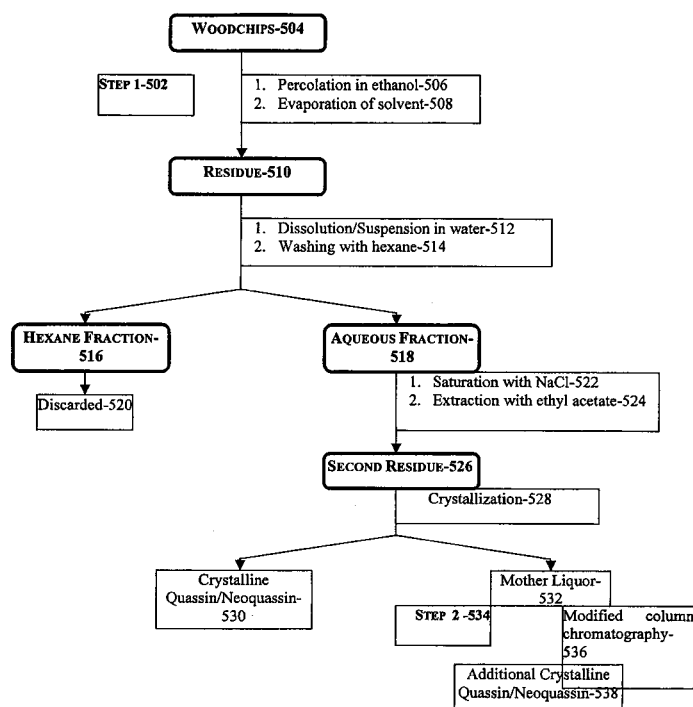 WOODCHIPS-504
STEP 1-502
1. Percolation in ethanol-506
2. Evaporation of solvent-508
RESIDUE-510
1. Dissolution/Suspension in water-512
2. Washing with hexane-514
HEXANE FRACTION-
516
AQUEOUS FRACTION-
518
Discarded-520
1. Saturation with NaCl-522
2. Extraction with ethyl acetate-524
SECOND RESIDUE-526
Crystallization-528
Crystalline
Quassin/Neoquassin-
530
Mother Liquor-
532
STEP 2 -534
Modified column
chromatography-
536
Additional Crystalline
Quassin/Neoquassin-538